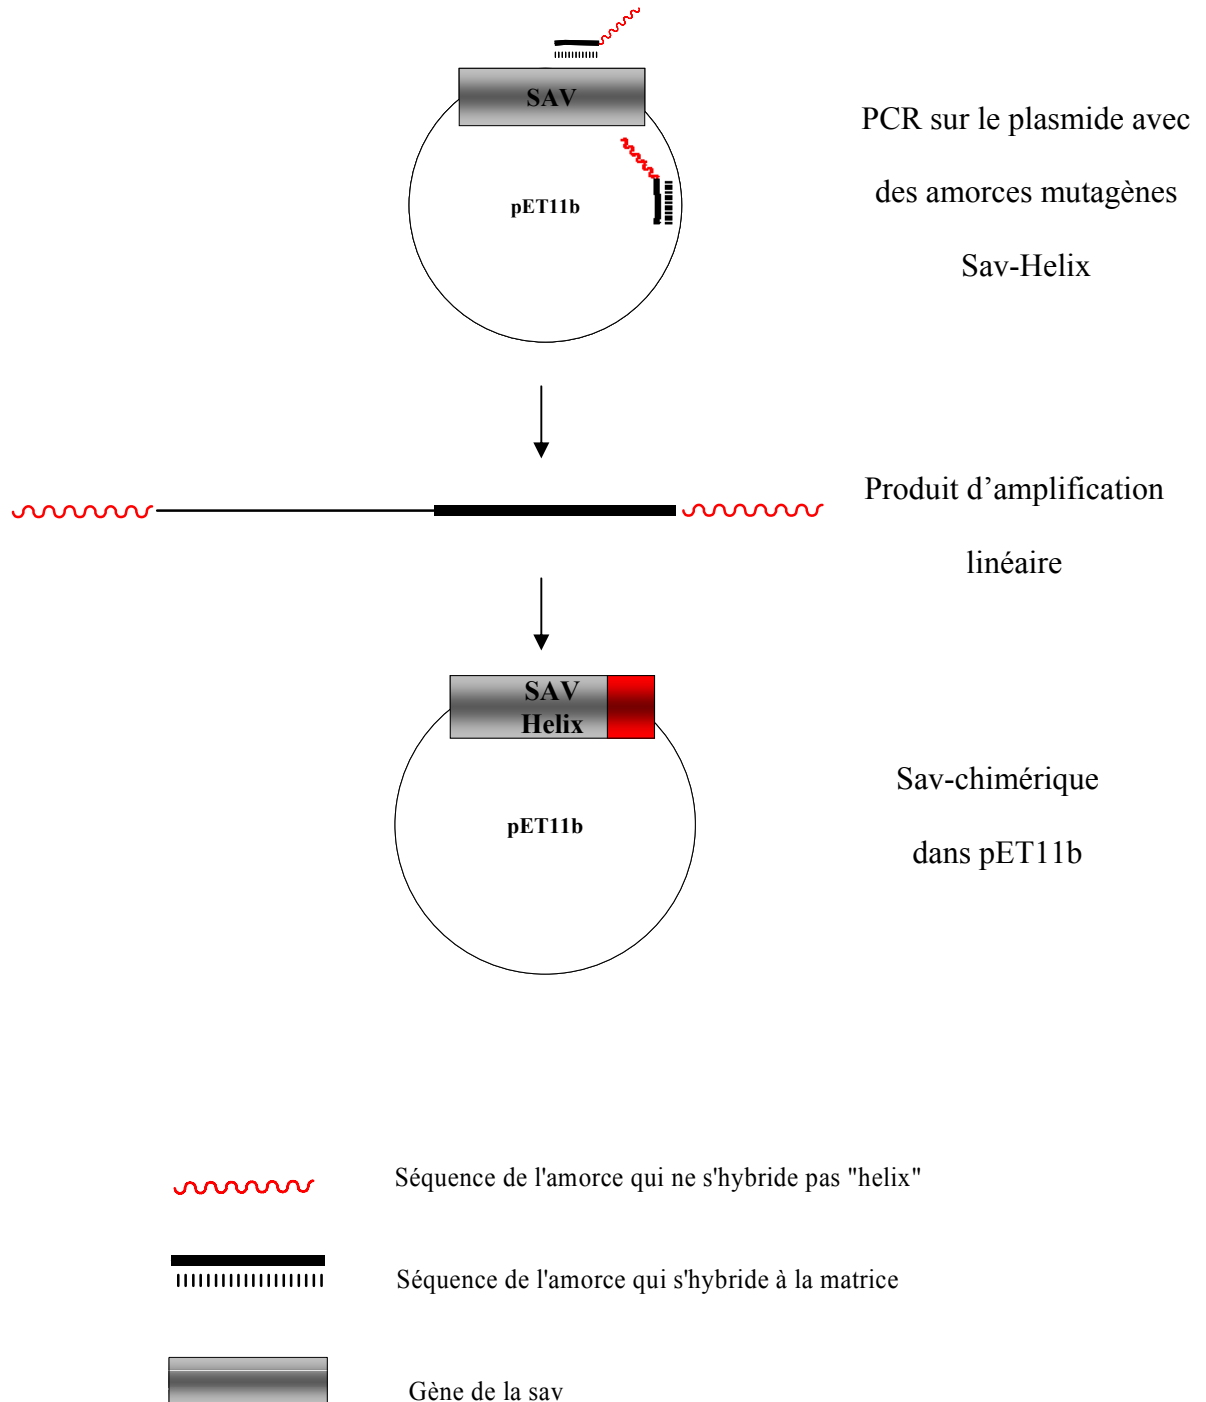 SAV
pET11b
PCR sur le plasmide avec
des amorces mutagènes
Sav-Helix
Produit d’amplification
linéaire
SAV
Helix
pET11b
Sav-chimérique
dans pET11b
Séquence de l'amorce qui ne s'hybride pas "helix"
Séquence de l'amorce qui s'hybride à la matrice
Gène de la sav